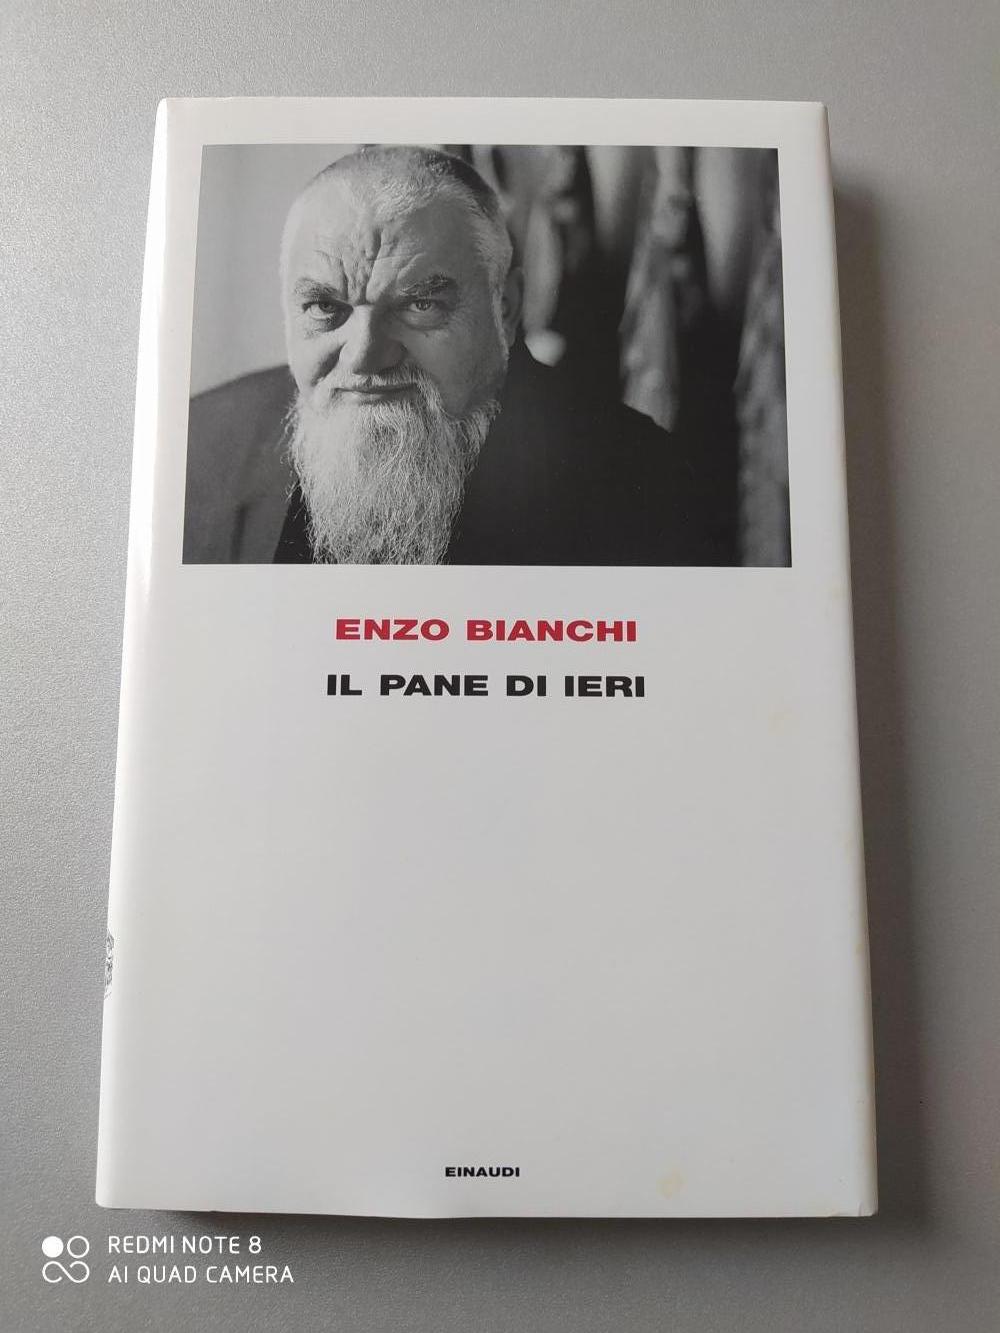 ENZO BIANCHI
IL PANE DI IERI
EINAUDI
REDMI NOTE 8
AI QUAD CAMERA